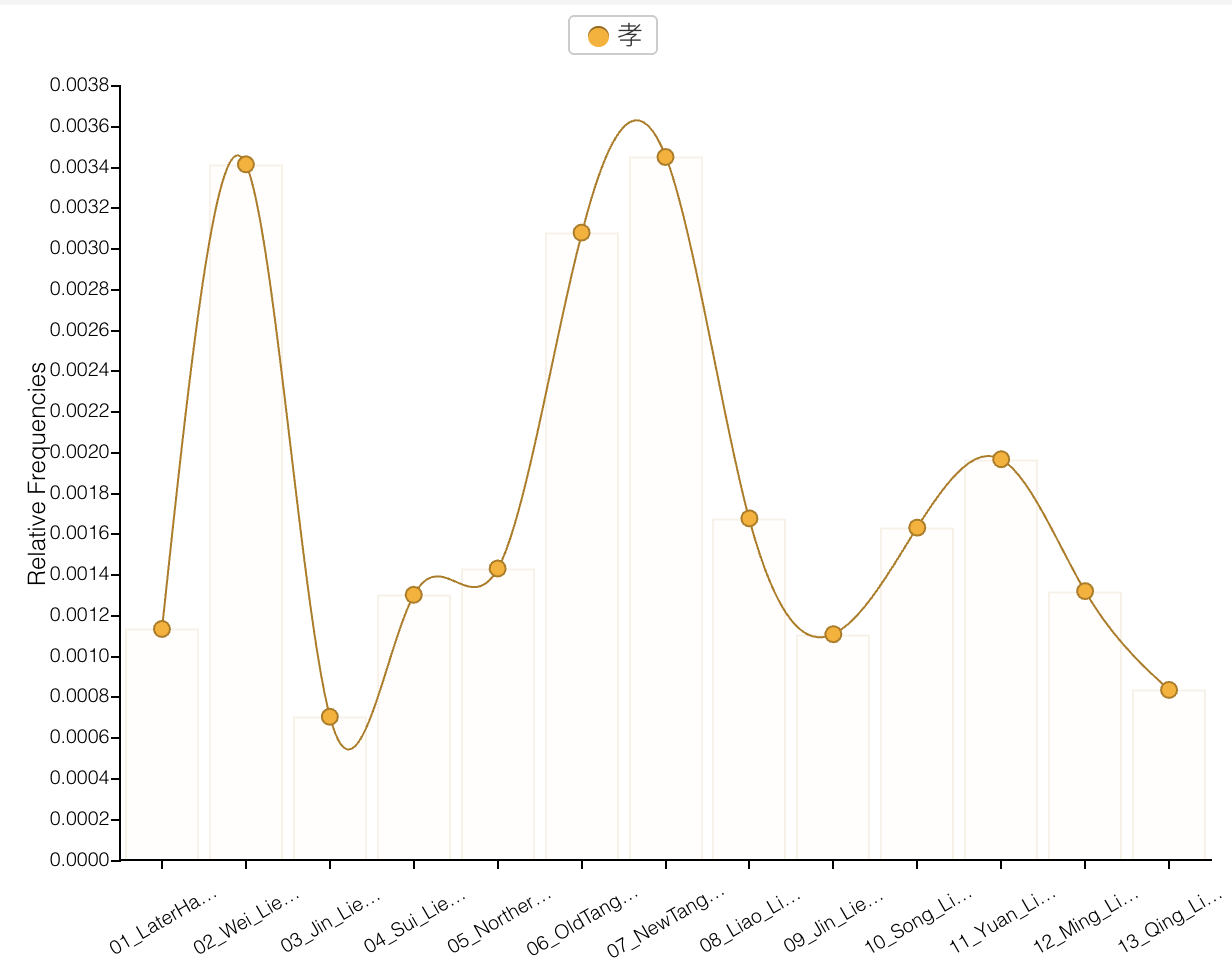 孝
0.0038
0.0036
0.0034
0.0032
0.0030
0.0028
0.0026
0.0024
0.0022
0.0020
0.0018
0.0016
0.0014
0.0012
0.0010
0.0008
0.0006
0.0004
0.0002
0.0000
Relative Frequencies
01_LaterHa…
02_Wei_Lie…
03_Jin_Lie…
04_Sui_Lie…
05_Norther…
06_OldTang…
07_NewTang…
08_Liao_Li…
09_Jin_Lie…
10_Song_Li…
11_Yuan_Li…
12_Ming_Li…
13_Qing_Li…